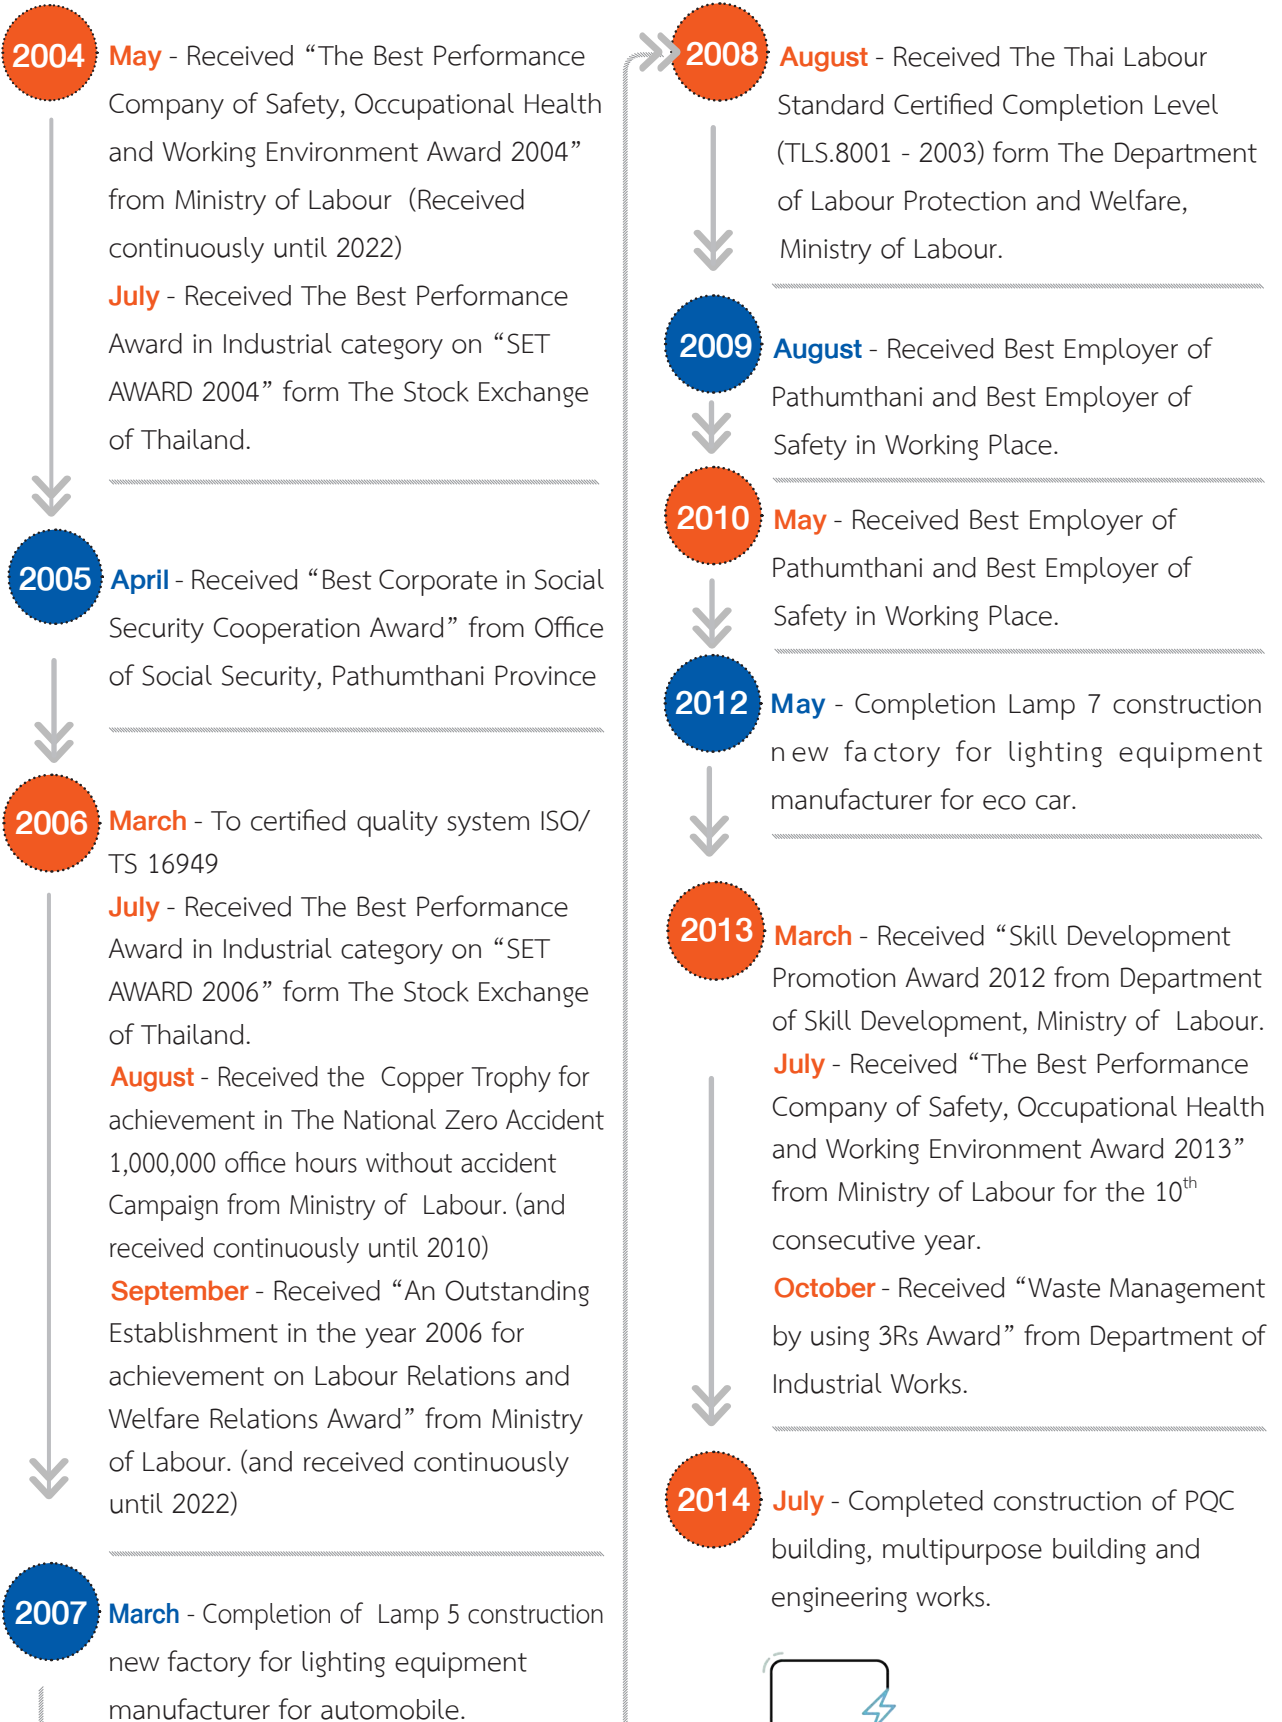 2004
May - Received “The Best Performance
Company of Safety, Occupational Health
and Working Environment Award 2004”
from Ministry of Labour (Received
continuously until 2022)
July - Received The Best Performance
Award in Industrial category on “SET
AWARD 2004” form The Stock Exchange
of Thailand.
2005
April - Received “Best Corporate in Social
Security Cooperation Award” from Office
of Social Security, Pathumthani Province
2006
March - To certified quality system ISO/
TS 16949
July - Received The Best Performance
Award in Industrial category on “SET
AWARD 2006” form The Stock Exchange
of Thailand.
August - Received the Copper Trophy for
achievement in The National Zero Accident
1,000,000 office hours without accident
Campaign from Ministry of Labour. (and
received continuously until 2010)
September - Received “An Outstanding
Establishment in the year 2006 for
achievement on Labour Relations and
Welfare Relations Award” from Ministry
of Labour. (and received continuously
until 2022)
2007
March - Completion of Lamp 5 construction
new factory for lighting equipment
manufacturer for automobile.
2008
August - Received The Thai Labour
Standard Certified Completion Level
(TLS.8001 - 2003) form The Department
of Labour Protection and Welfare,
Ministry of Labour.
2009
August - Received Best Employer of
Pathumthani and Best Employer of
Safety in Working Place.
2010
May - Received Best Employer of
Pathumthani and Best Employer of
Safety in Working Place.
2012
May - Completion Lamp 7 construction
new factory for lighting equipment
manufacturer for eco car.
2013
March - Received “Skill Development
Promotion Award 2012 from Department
of Skill Development, Ministry of Labour.
July - Received “The Best Performance
Company of Safety, Occupational Health
and Working Environment Award 2013”
from Ministry of Labour for the 10th
consecutive year.
October - Received “Waste Management
by using 3Rs Award” from Department of
Industrial Works.
2014
July - Completed construction of PQC
building, multipurpose building and
engineering works.